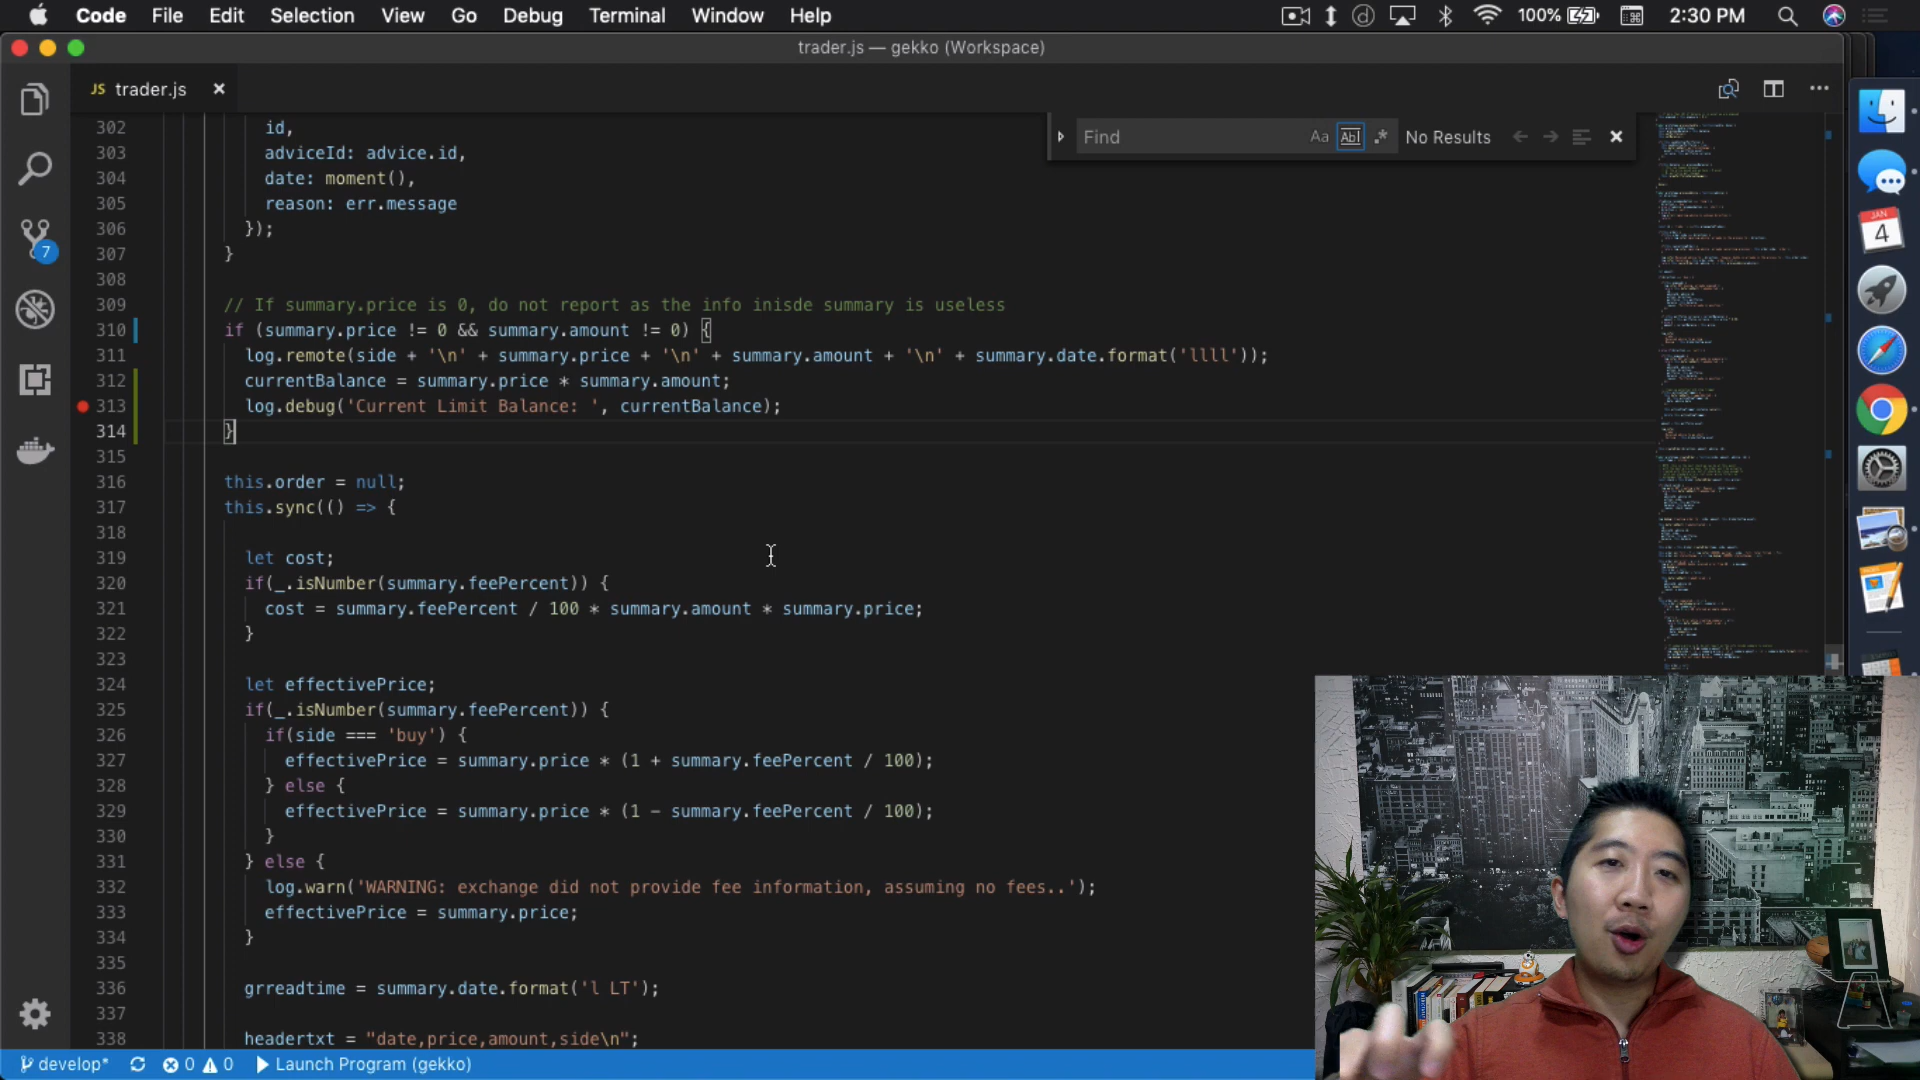 Code File Edit Selection View Go Debug Terminal Window Help 100% 2:30 PM
trader.js — gekko (Workspace)
JS trader.js
Find Aa Abl No Results
302 id,
303 adviceId: advice.id,
304 date: moment(),
305 reason: err.message
306 });
307 }
308
309 // If summary.price is 0, do not report as the info inisde summary is useless
310 if (summary.price != 0 && summary.amount != 0) {
311 log.remote(side + '\n' + summary.price + '\n' + summary.amount + '\n' + summary.date.format('llll'));
312 currentBalance = summary.price * summary.amount;
313 log.debug('Current Limit Balance: ', currentBalance);
314 }
315
316 this.order = null;
317 this.sync(() => {
318
319 let cost;
320 if(_.isNumber(summary.feePercent)) {
321 cost = summary.feePercent / 100 * summary.amount * summary.price;
322 }
323
324 let effectivePrice;
325 if(_.isNumber(summary.feePercent)) {
326 if(side === 'buy') {
327 effectivePrice = summary.price * (1 + summary.feePercent / 100);
328 } else {
329 effectivePrice = summary.price * (1 - summary.feePercent / 100);
330 }
331 } else {
332 log.warn('WARNING: exchange did not provide fee information, assuming no fees..');
333 effectivePrice = summary.price;
334 }
335
336 grreadtime = summary.date.format('l LT');
337
338 headertxt = "date,price,amount,side\n";
7
JAN
4
develop* 0 0 Launch Program (gekko)